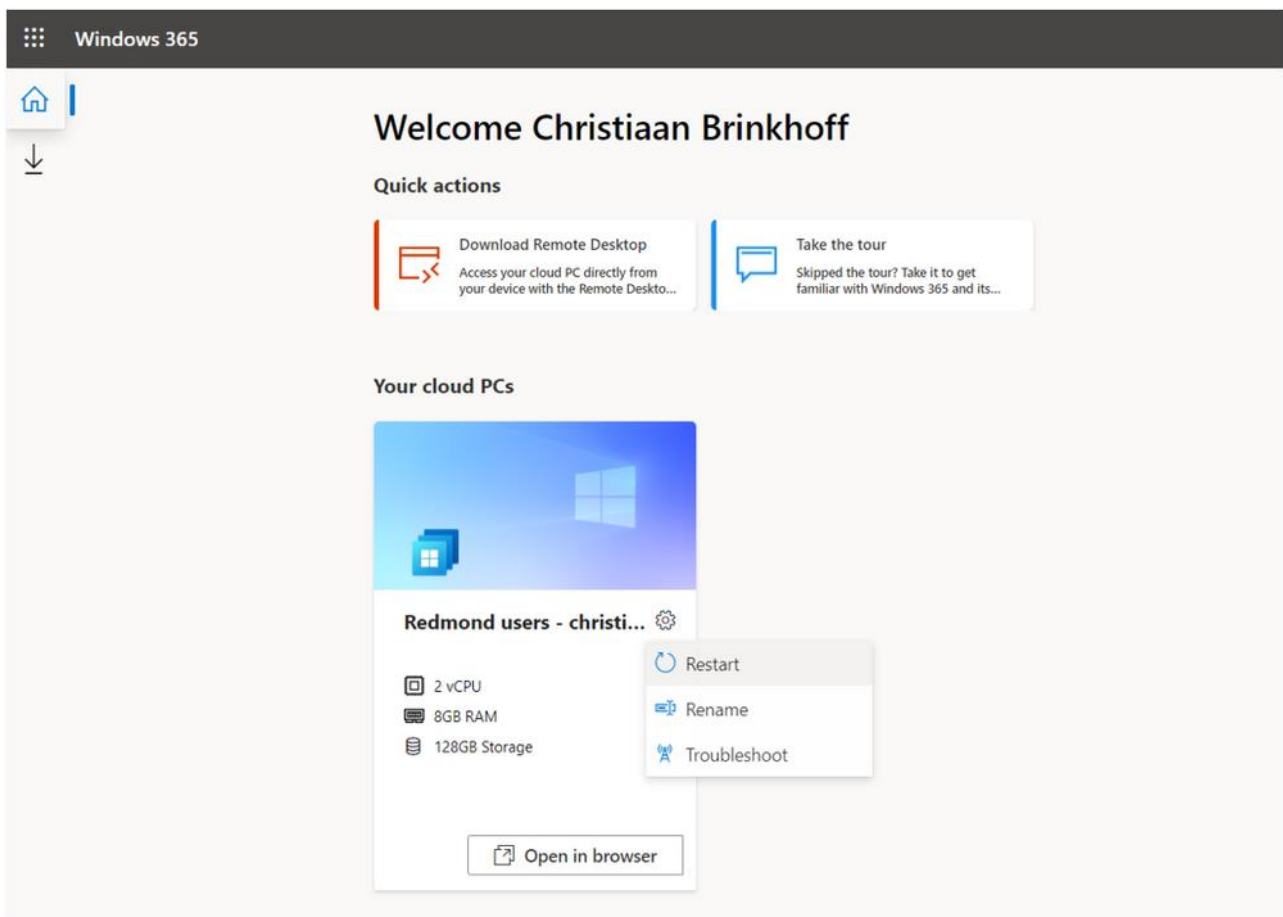 Windows 365
Welcome Christiaan Brinkhoff
Quick actions
Download Remote Desktop
Access your cloud PC directly from
your device with the Remote Deskto...
Take the tour
Skipped the tour? Take it to get
familiar with Windows 365 and its...
Your cloud PCs
Redmond users - christi...
2 vCPU
8GB RAM
128GB Storage
Restart
Rename
Troubleshoot
Open in browser